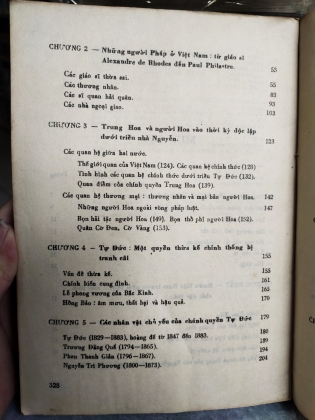 CHƯƠNG 2 — Những người Pháp ở Việt Nam: từ giáo sĩ
Alexandre de Rhodes đến Paul Philastre. 55
Các giáo sĩ thừa sai. 55
Các thương nhân. 83
Các sĩ quan hải quân. 93
Các nhà ngoại giao. 103
CHƯƠNG 3 — Trung Hoa và người Hoa vào thời kỳ độc lập
dưới triều nhà Nguyễn. 123
Các quan hệ giữa hai nước.
Thế giới quan của Việt Nam (124). Các quan hệ chính thức (125)
Tình hình các quan hệ chính thức dưới triều Tự Đức (132).
Quan điểm của chính quyền Trung Hoa (139).
Các quan hệ thương mại: thương nhân và mại bản người Hoa. 142
Những người Hoa ngoài vòng pháp luật. 147
Bọn hải tặc người Hoa (149). Bọn thổ phỉ người Hoa (152).
Quân Cờ Đen, Cờ Vàng (153).
CHƯƠNG 4 — Tự Đức: Một quyền thừa kế chính thống bị
tranh cãi 155
Vấn đề thừa kế. 155
Chính biến cung đình. 161
Lễ phong vương của Bắc Kinh. 165
Hồng Bảo: âm mưu, thất bại và hậu quả. 170
CHƯƠNG 5 — Các nhân vật chủ yếu của chính quyền Tự Đức 179
Tự Đức (1829—1883), hoàng đế từ 1847 đến 1883. 186
Trương Đăng Quế (1794—1865). 189
Phan Thanh Giản (1796—1867). 194
Nguyễn Tri Phương (1800—1873). 204
528